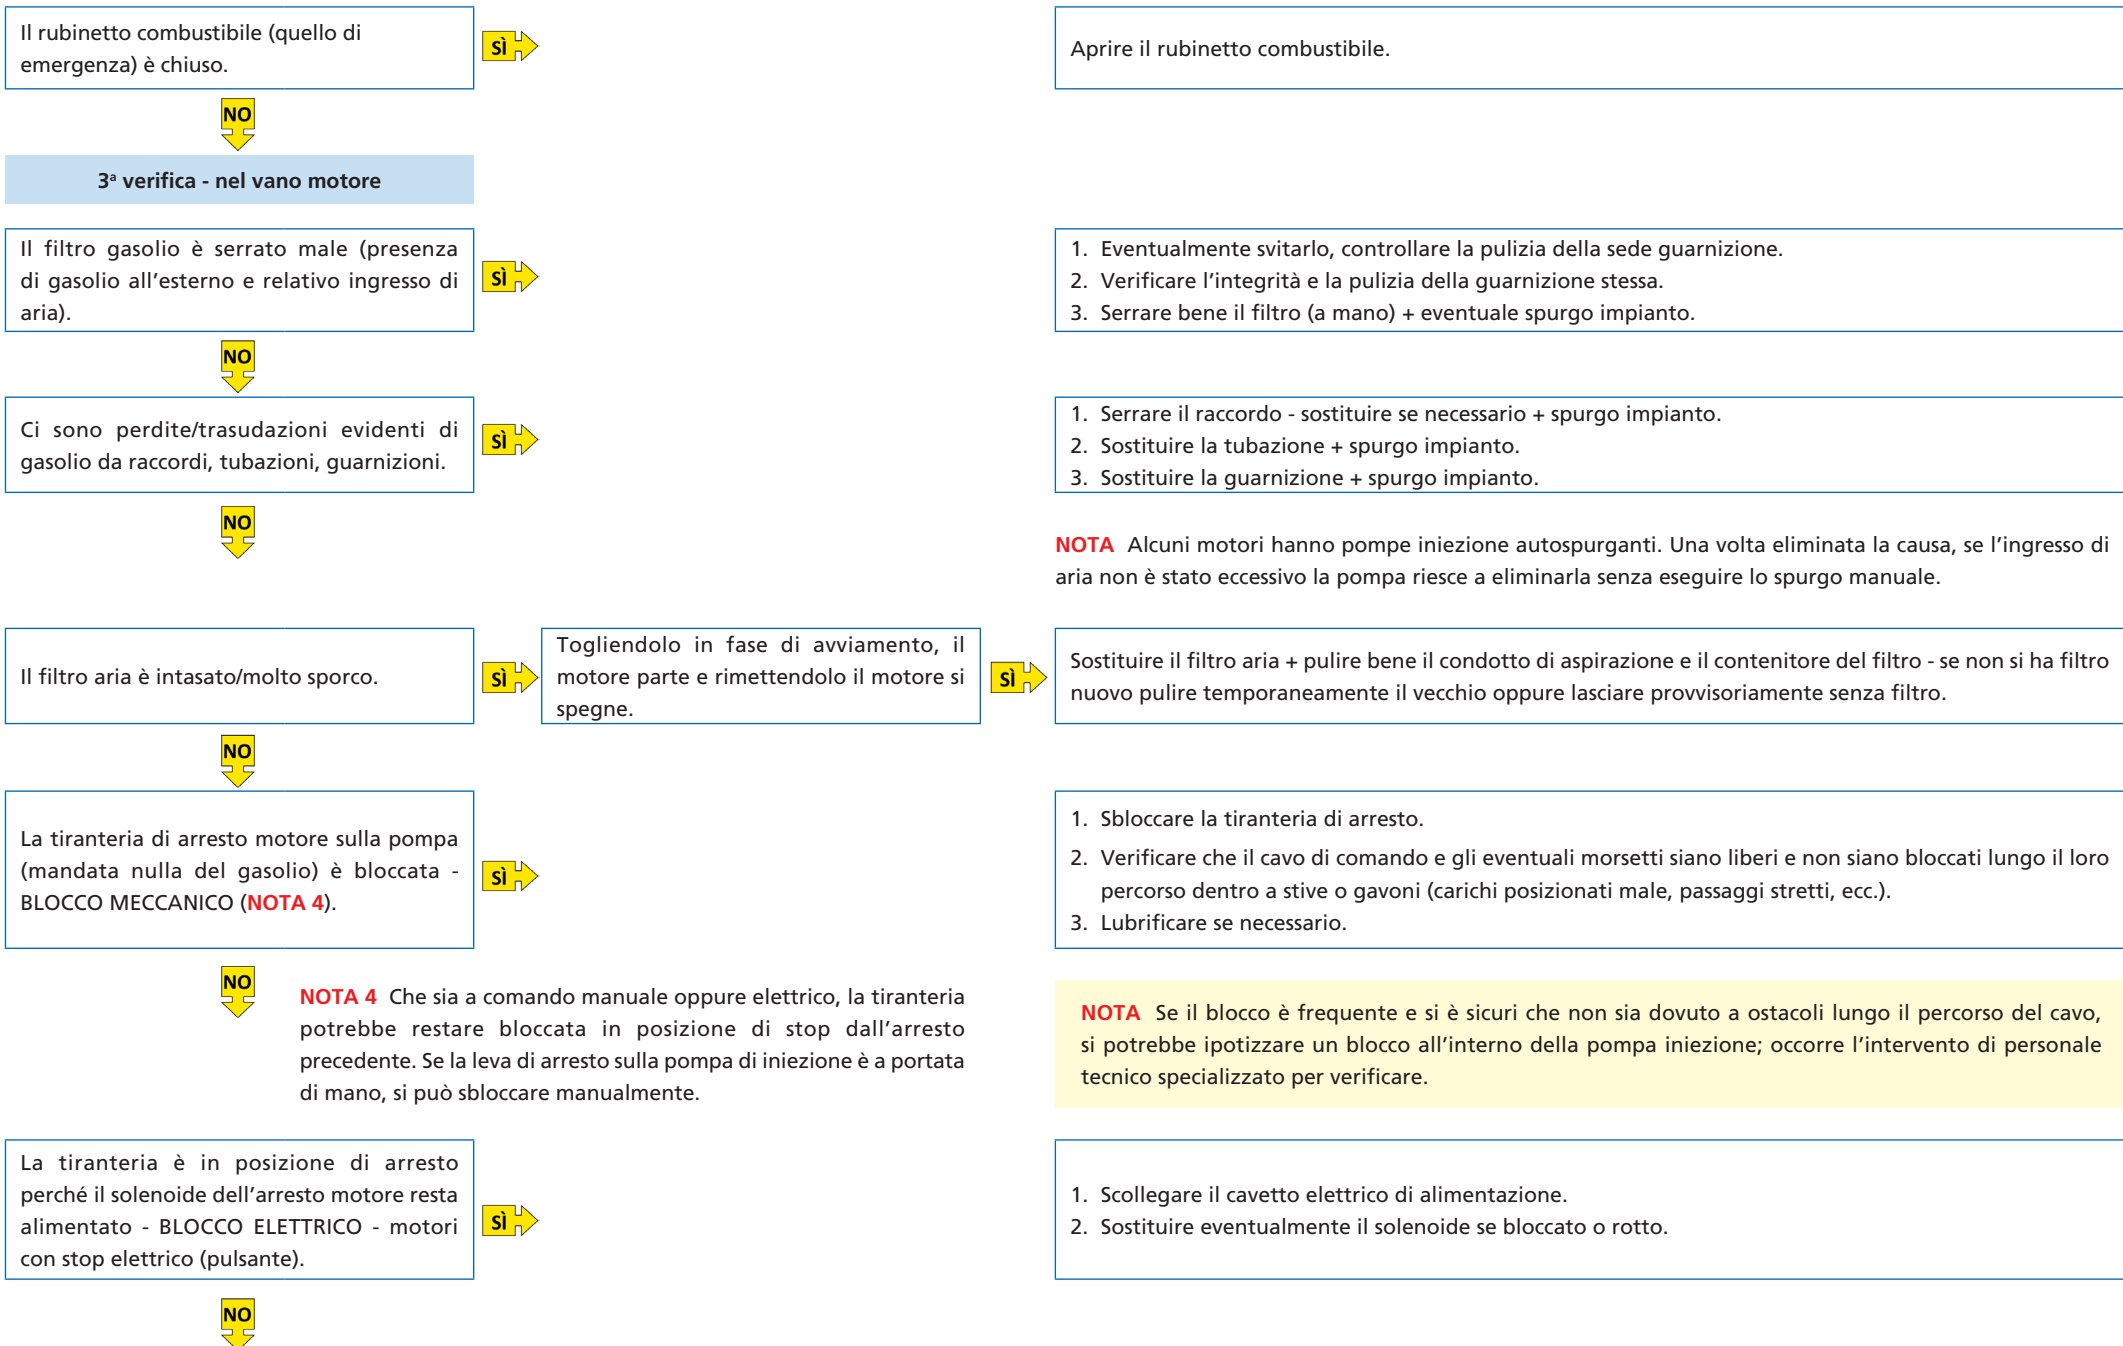 Il rubinetto combustibile (quello di
emergenza) è chiuso.
SÌ
Aprire il rubinetto combustibile.
NO
3ª verifica - nel vano motore
Il filtro gasolio è serrato male (presenza
di gasolio all'esterno e relativo ingresso di
aria).
SÌ
1. Eventualmente svitarlo, controllare la pulizia della sede guarnizione.
2. Verificare l'integrità e la pulizia della guarnizione stessa.
3. Serrare bene il filtro (a mano) + eventuale spurgo impianto.
NO
Ci sono perdite/trasudazioni evidenti di
gasolio da raccordi, tubazioni, guarnizioni.
SÌ
1. Serrare il raccordo - sostituire se necessario + spurgo impianto.
2. Sostituire la tubazione + spurgo impianto.
3. Sostituire la guarnizione + spurgo impianto.
NO
NOTA Alcuni motori hanno pompe iniezione autospurganti. Una volta eliminata la causa, se l'ingresso di
aria non è stato eccessivo la pompa riesce a eliminarla senza eseguire lo spurgo manuale.
Il filtro aria è intasato/molto sporco.
SÌ
Togliendolo in fase di avviamento, il
motore parte e rimettendolo il motore si
spegne.
SÌ
Sostituire il filtro aria + pulire bene il condotto di aspirazione e il contenitore del filtro - se non si ha filtro
nuovo pulire temporaneamente il vecchio oppure lasciare provvisoriamente senza filtro.
NO
La tiranteria di arresto motore sulla pompa
(mandata nulla del gasolio) è bloccata -
BLOCCO MECCANICO (NOTA 4).
SÌ
1. Sbloccare la tiranteria di arresto.
2. Verificare che il cavo di comando e gli eventuali morsetti siano liberi e non siano bloccati lungo il loro
percorso dentro a stive o gavoni (carichi posizionati male, passaggi stretti, ecc.).
3. Lubrificare se necessario.
NO
NOTA 4 Che sia a comando manuale oppure elettrico, la tiranteria
potrebbe restare bloccata in posizione di stop dall'arresto
precedente. Se la leva di arresto sulla pompa di iniezione è a portata
di mano, si può sbloccare manualmente.
NOTA Se il blocco è frequente e si è sicuri che non sia dovuto a ostacoli lungo il percorso del cavo,
si potrebbe ipotizzare un blocco all'interno della pompa iniezione; occorre l'intervento di personale
tecnico specializzato per verificare.
La tiranteria è in posizione di arresto
perché il solenoide dell'arresto motore resta
alimentato - BLOCCO ELETTRICO - motori
con stop elettrico (pulsante).
SÌ
1. Scollegare il cavetto elettrico di alimentazione.
2. Sostituire eventualmente il solenoide se bloccato o rotto.
NO